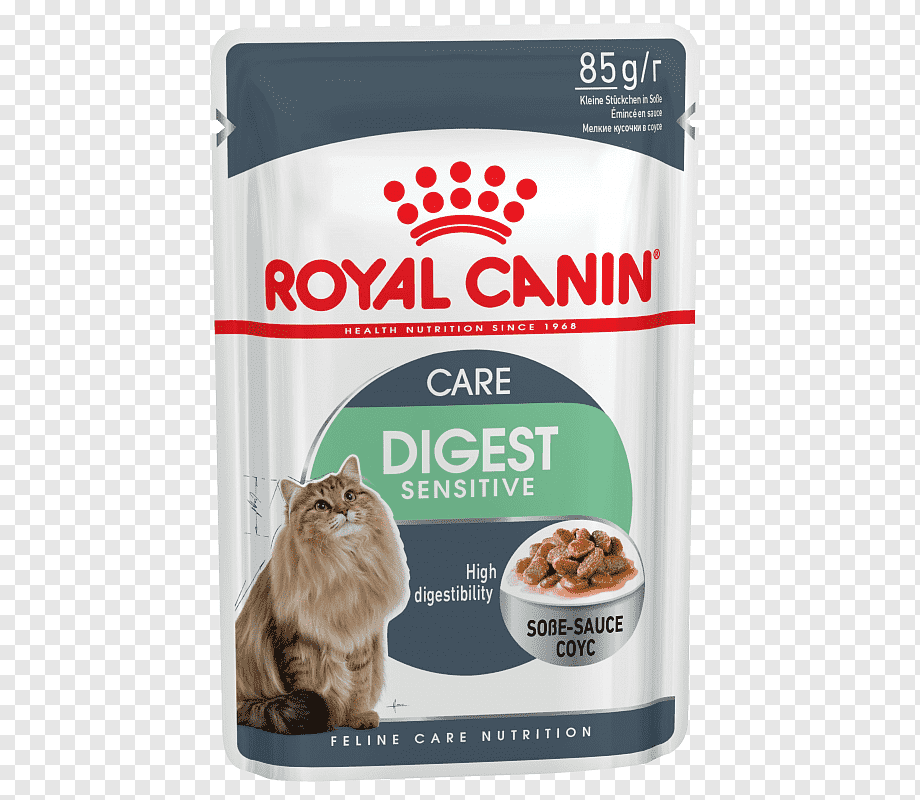 85 g/г
Kleine Stückchen in Soße
Émincé en sauce
Мелкие кусочки в соусе
ROYAL CANIN®
HEALTH NUTRITION SINCE 1968
CARE
DIGEST
SENSITIVE
High
digestibility
SOßE-SAUCE
СОУС
FELINE CARE NUTRITION